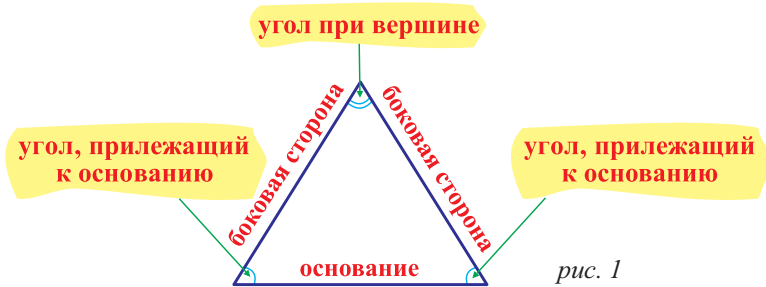 угол при вершине
боковая сторона
боковая сторона
угол, прилежащий
к основанию
угол, прилежащий
к основанию
основание
рис. 1